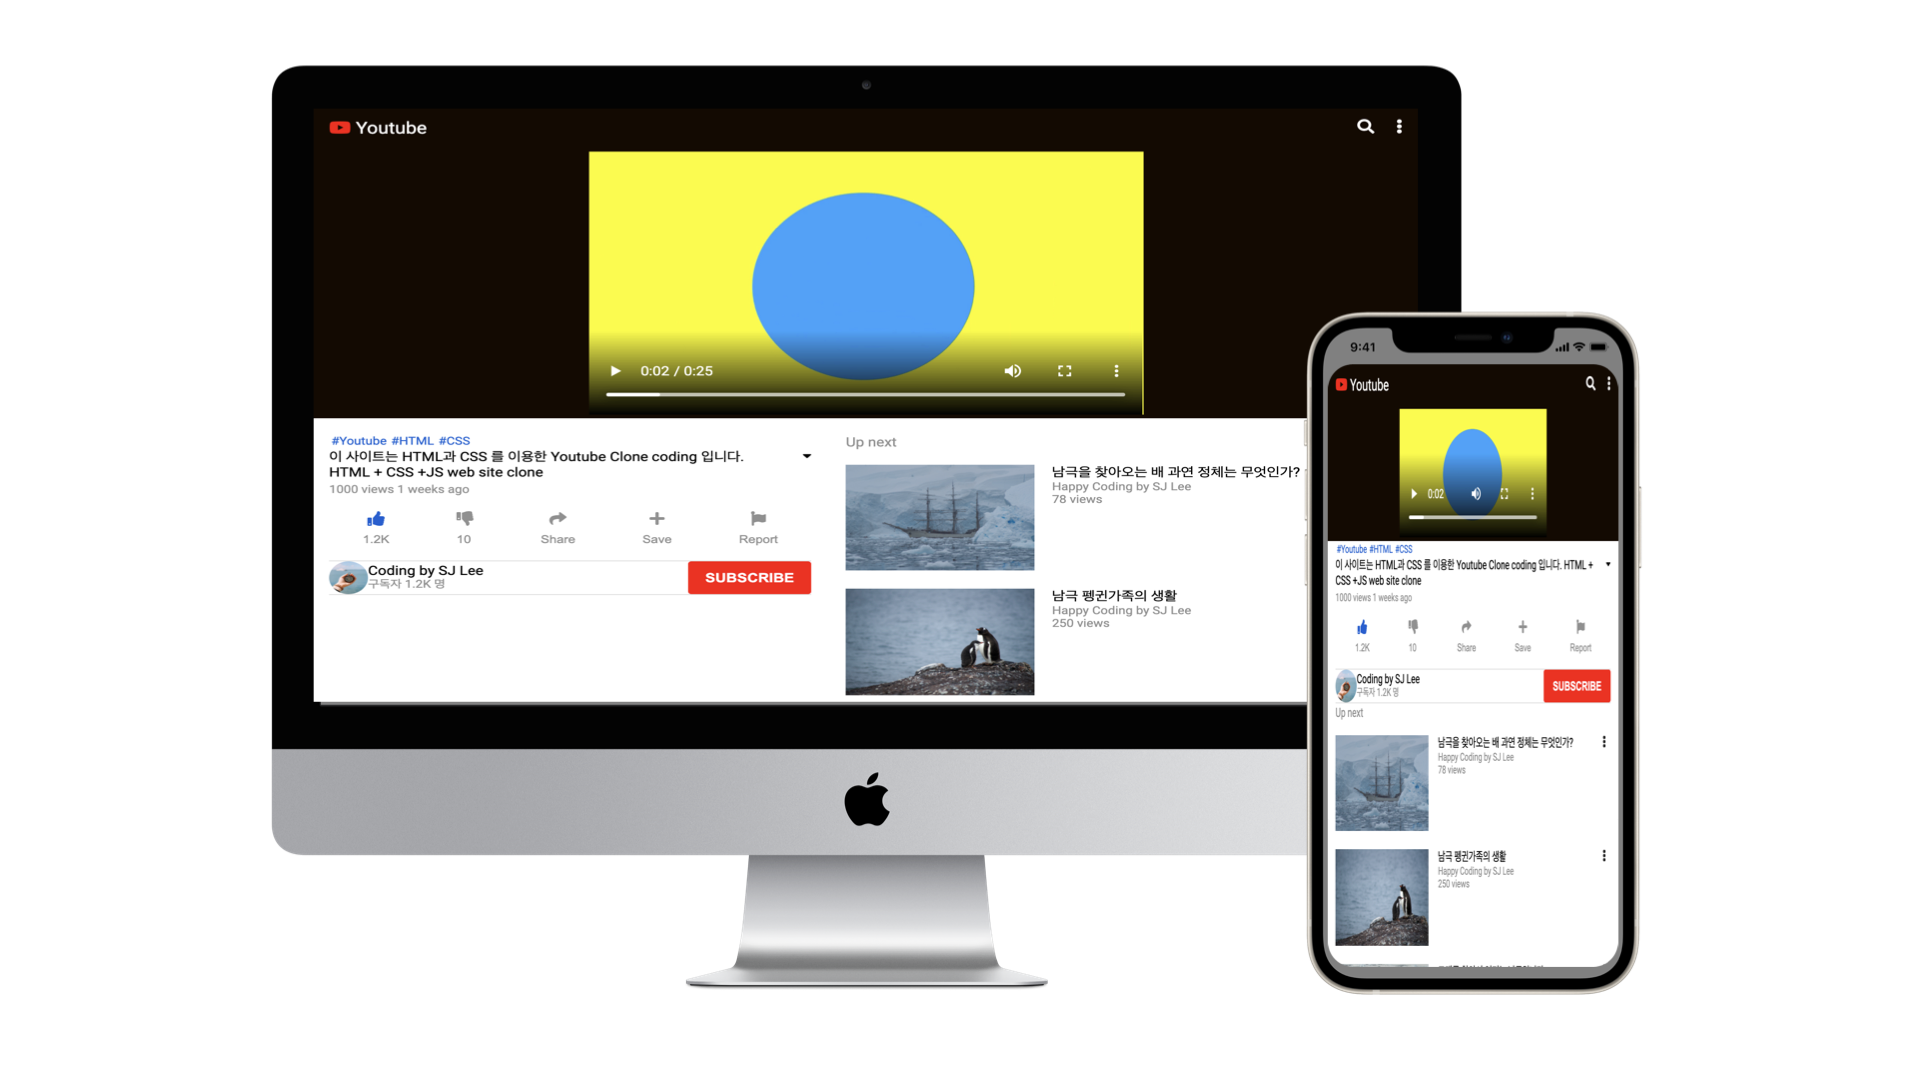 Youtube
0:02 / 0:25
#Youtube #HTML #CSS
이 사이트는 HTML과 CSS 를 이용한 Youtube Clone coding 입니다.
HTML + CSS +JS web site clone
1000 views 1 weeks ago
1.2K 10 Share Save Report
Coding by SJ Lee
구독자 1.2K 명
SUBSCRIBE
Up next
남극을 찾아오는 배 과연 정체는 무엇인가?
Happy Coding by SJ Lee
78 views
남극 펭귄가족의 생활
Happy Coding by SJ Lee
250 views
9:41
Youtube
0:02
#Youtube #HTML #CSS
이 사이트는 HTML과 CSS 를 이용한 Youtube Clone coding 입니다. HTML +
CSS +JS web site clone
1000 views 1 weeks ago
1.2K 10 Share Save Report
Coding by SJ Lee
구독자 1.2K 명
SUBSCRIBE
Up next
남극을 찾아오는 배 과연 정체는 무엇인가?
Happy Coding by SJ Lee
78 views
남극 펭귄가족의 생활
Happy Coding by SJ Lee
250 views